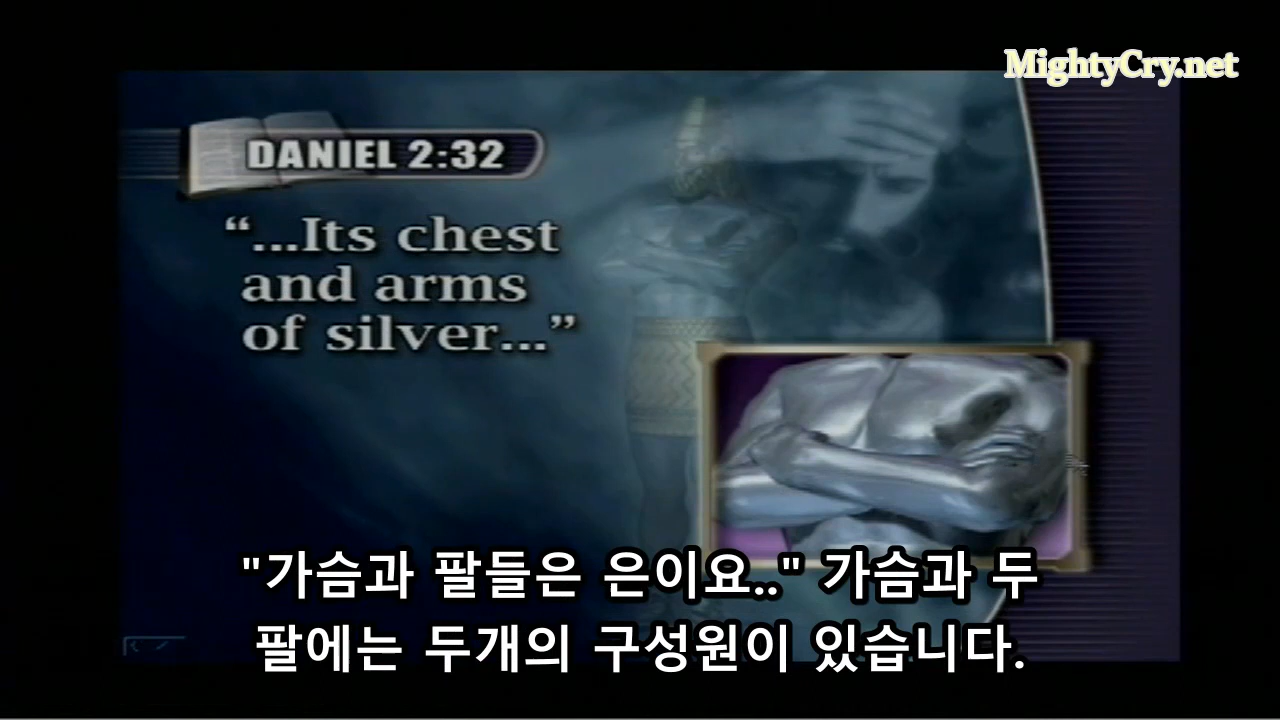 MightyCry.net
DANIEL 2:32
“...Its chest
and arms
of silver...”
"가슴과 팔들은 은이요.." 가슴과 두
팔에는 두개의 구성원이 있습니다.